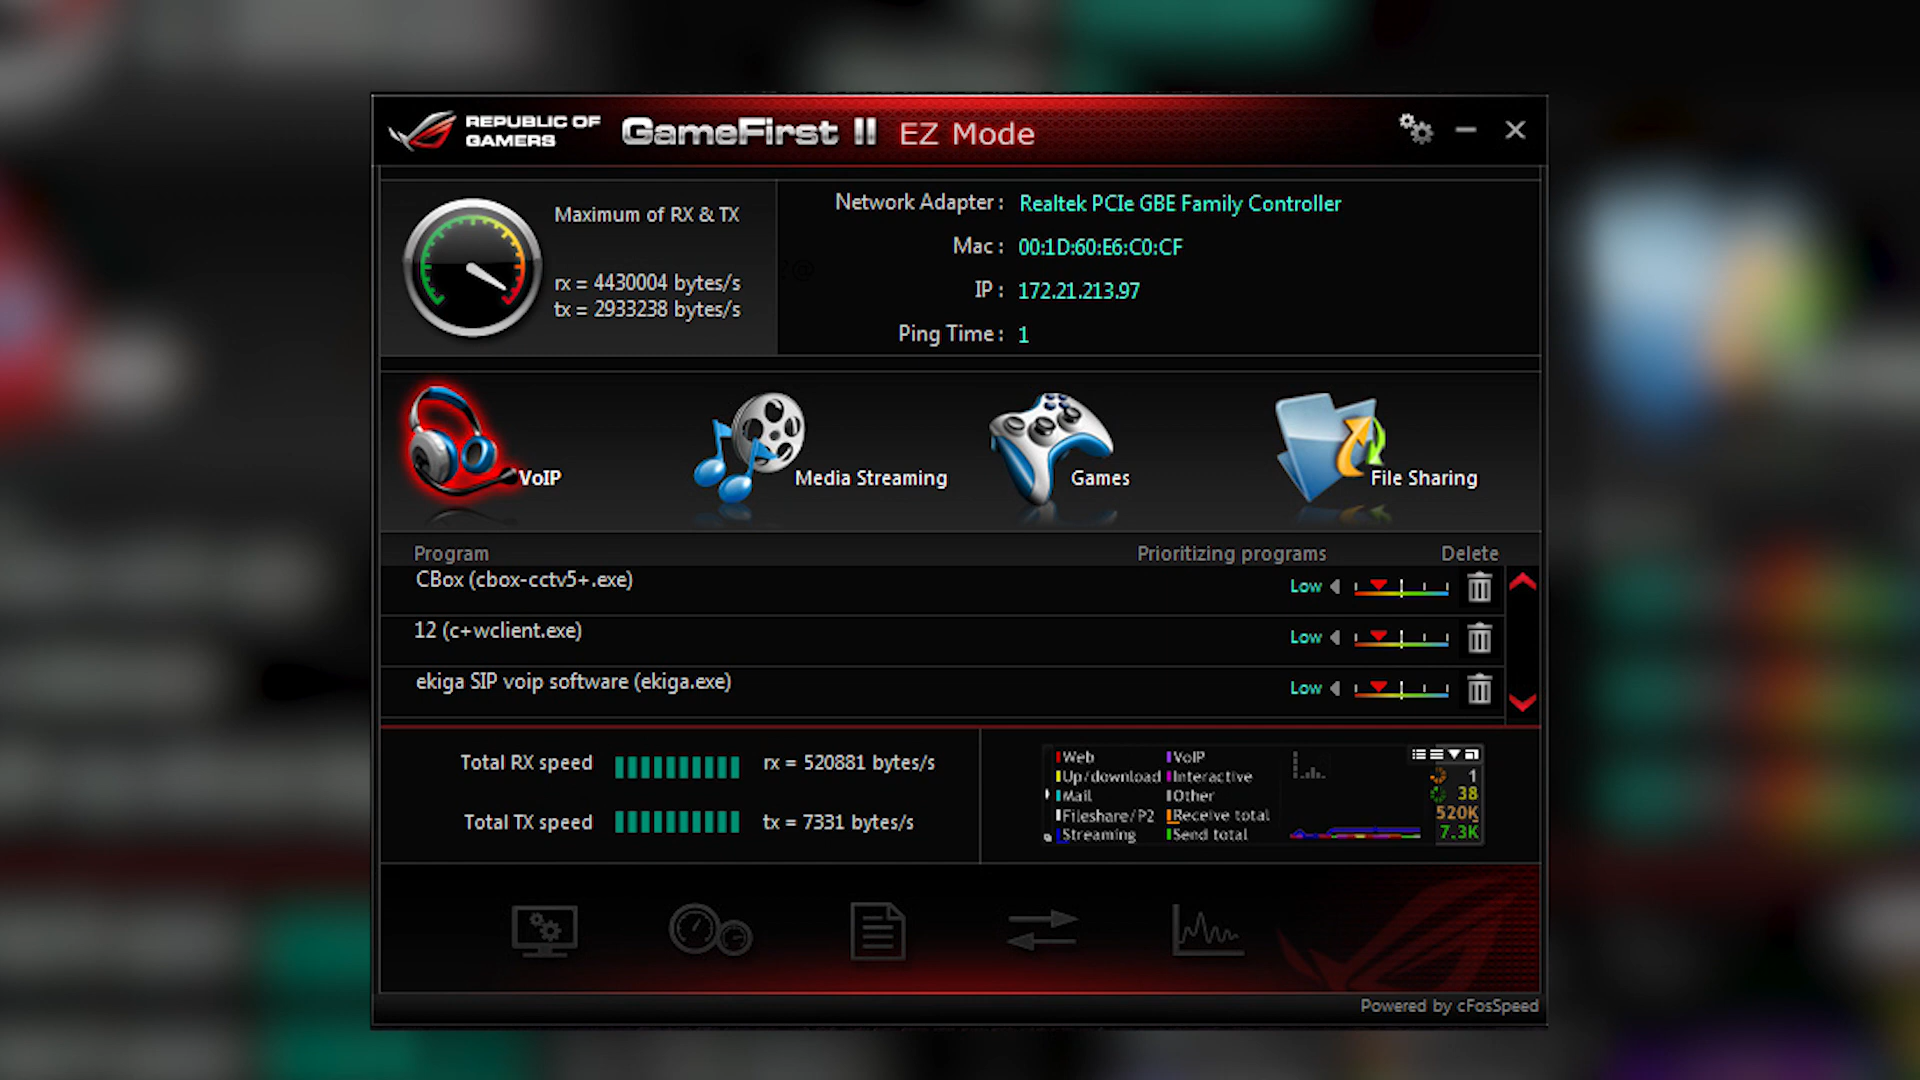 REPUBLIC OF
GAMERS
GameFirst II EZ Mode
Maximum of RX & TX
rx = 4430004 bytes/s
tx = 2933238 bytes/s
Network Adapter : Realtek PCIe GBE Family Controller
Mac : 00:1D:60:E6:C0:CF
IP : 172.21.213.97
Ping Time : 1
VoIP
Media Streaming
Games
File Sharing
Program Prioritizing programs Delete
CBox (cbox-cctv5+.exe) Low
12 (c+wclient.exe) Low
ekiga SIP voip software (ekiga.exe) Low
Total RX speed rx = 520881 bytes/s
Total TX speed tx = 7331 bytes/s
Web VoIP
Up/download Interactive 1
Mail Other 38
Fileshare/P2 Receive total 520K
Streaming Send total 7.3K
Powered by cFosSpeed